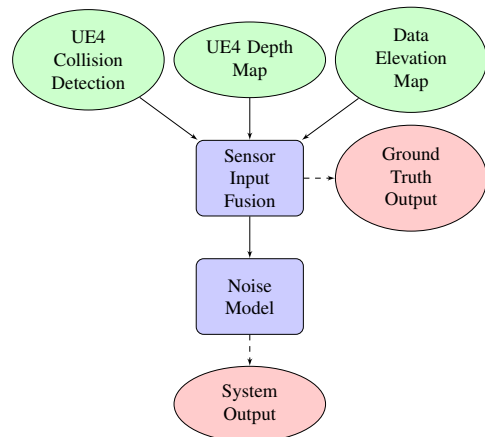 UE4
Collision
Detection
UE4 Depth
Map
Data
Elevation
Map
Sensor
Input
Fusion
Ground
Truth
Output
Noise
Model
System
Output